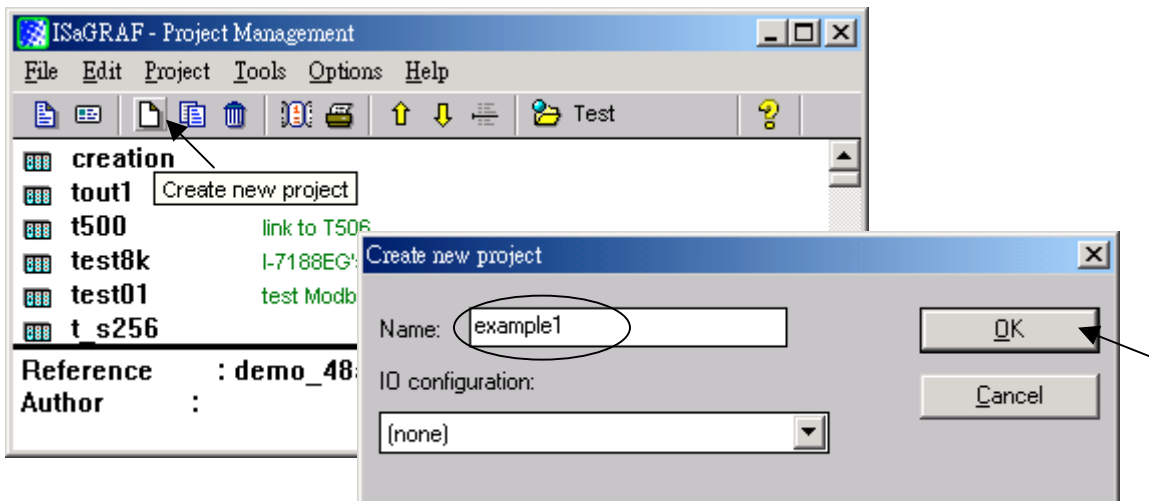 ISaGRAF - Project Management
File Edit Project Tools Options Help
Test
creation
Create new project
tout1
t500 link to T506
test8k I-7188EG'
test01 test Modb
t_s256
Reference : demo_48
Author :
Create new project
Name: example1
OK
IO configuration:
Cancel
(none)